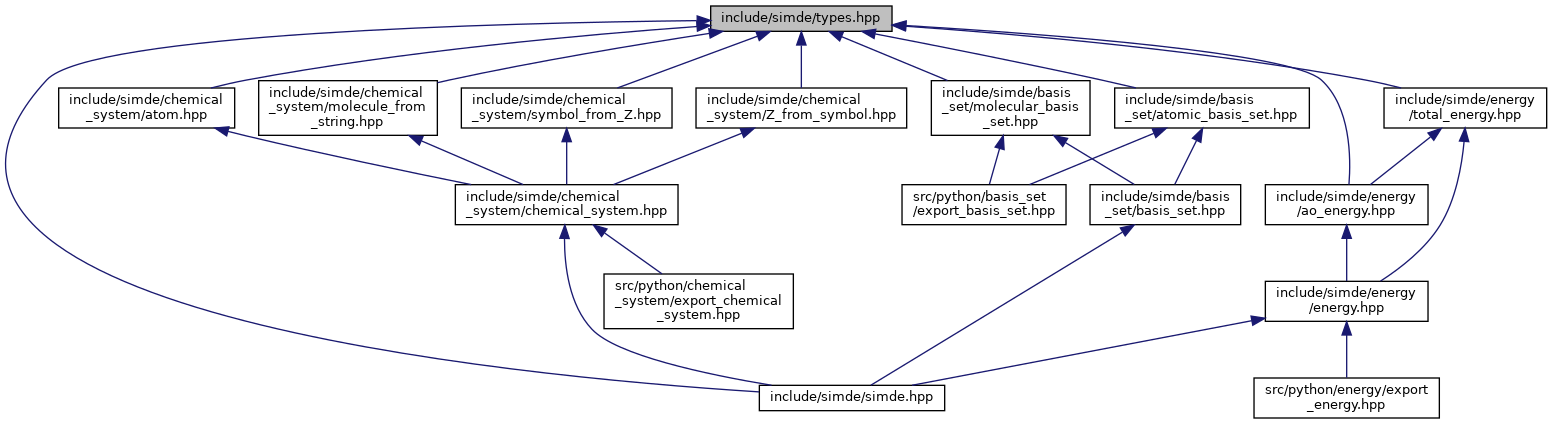 include/simde/types.hpp
include/simde/chemical
_system/atom.hpp
include/simde/chemical
_system/molecule_from
_string.hpp
include/simde/chemical
_system/symbol_from_Z.hpp
include/simde/chemical
_system/Z_from_symbol.hpp
include/simde/basis
_set/molecular_basis
_set.hpp
include/simde/basis
_set/atomic_basis_set.hpp
include/simde/energy
/total_energy.hpp
include/simde/chemical
_system/chemical_system.hpp
src/python/basis_set
/export_basis_set.hpp
include/simde/basis
_set/basis_set.hpp
include/simde/energy
/ao_energy.hpp
src/python/chemical
_system/export_chemical
_system.hpp
include/simde/energy
/energy.hpp
include/simde/simde.hpp
src/python/energy/export
_energy.hpp